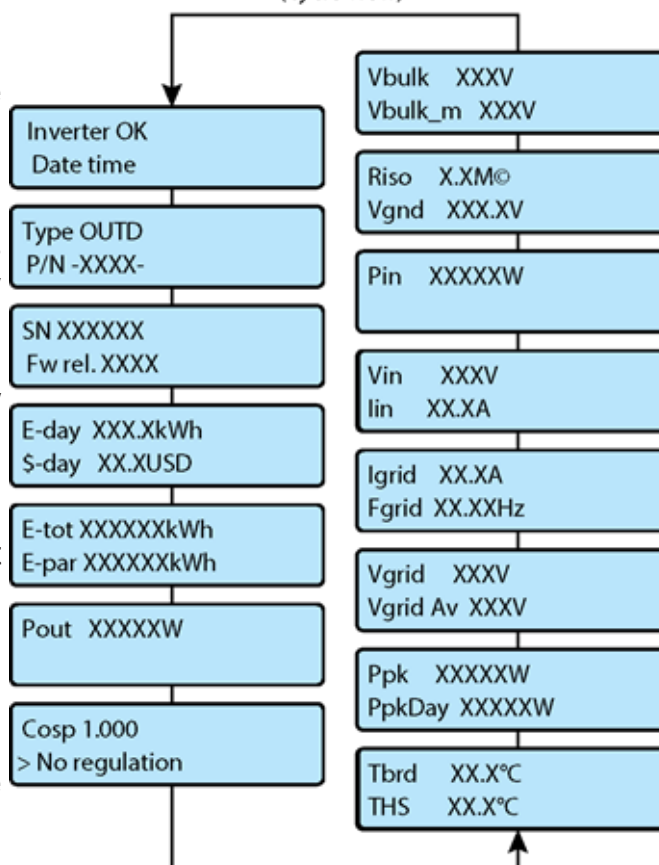 Inverter OK
Date time
Type OUTD
P/N -XXXX-
SN XXXXXX
Fw rel. XXXX
E-day XXX.XkWh
$-day XX.XUSD
E-tot XXXXXXkWh
E-par XXXXXXkWh
Pout XXXXXW
Cosp 1.000
> No regulation
Vbulk XXXV
Vbulk_m XXXV
Riso X.XM©
Vgnd XXX.XV
Pin XXXXXW
Vin XXXV
Iin XX.XA
Igrid XX.XA
Fgrid XX.XXHz
Vgrid XXXV
Vgrid Av XXXV
Ppk XXXXXW
PpkDay XXXXXW
Tbrd XX.X°C
THS XX.X°C